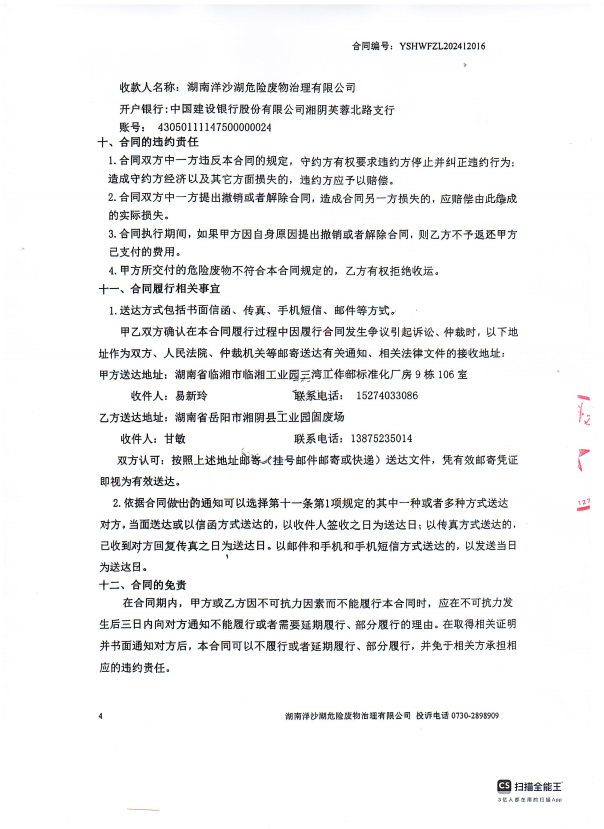 合同编号：YSHWFZL202412016
收款人名称：湖南洋沙湖危险废物治理有限公司
开户银行:中国建设银行股份有限公司湘阴芙蓉北路支行
账号： 43050111147500000024
十、合同的违约责任
1.合同双方中一方违反本合同的规定，守约方有权要求违约方停止并纠正违约行为；
造成守约方经济以及其它方面损失的，违约方应予以赔偿。
2.合同双方中一方提出撤销或者解除合同，造成合同另一方损失的，应赔偿由此造成
的实际损失。
3.合同执行期间，如果甲方因自身原因提出撤销或者解除合同，则乙方不予返还甲方
已支付的费用。
4.甲方所交付的危险废物不符合本合同规定的，乙方有权拒绝收运。
十一、合同履行相关事宜
1.送达方式包括书面信函、传真、手机短信、邮件等方式。
甲乙双方确认在本合同履行过程中因履行合同发生争议引起诉讼、仲裁时，以下地
址作为双方、人民法院、仲裁机关等邮寄送达有关通知、相关法律文件的接收地址：
甲方送达地址：湖南省临湘市临湘工业园三湾工作部标准化厂房 9 栋 106 室
收件人：易新玲 联系电话： 15274033086
乙方送达地址：湖南省岳阳市湘阴县工业园固废场
收件人：甘敏 联系电话：13875235014
双方认可：按照上述地址邮寄（挂号邮件邮寄或快递）送达文件，凭有效邮寄凭证
即视为有效送达。
2.依据合同做出的通知可以选择第十一条第1项规定的其中一种或者多种方式送达
对方。当面送达或以信函方式送达的，以收件人签收之日为送达日；以传真方式送达的，
己收到对方回复传真之日为送达日。以邮件和手机和手机短信方式送达的，以发送当日
为送达日。
十二、合同的免责
在合同期内，甲方或乙方因不可抗力因素而不能履行本合同时，应在不可抗力发
生后三日内向对方通知不能履行或者需要延期履行、部分履行的理由。在取得相关证明
并书面通知对方后，本合同可以不履行或者延期履行、部分履行，并免于相关方承担相
应的违约责任。
4 湖南洋沙湖危险废物治理有限公司 投诉电话 0730-2898909
CS 扫描全能王
3亿人都在用的扫描App